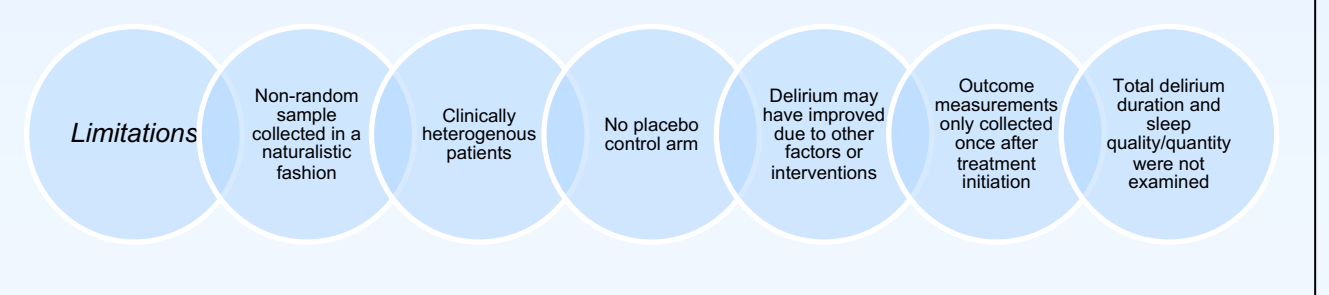 Limitations
Non-random
sample
collected in a
naturalistic
fashion
Clinically
heterogenous
patients
No placebo
control arm
Delirium may
have improved
due to other
factors or
interventions
Outcome
measurements
only collected
once after
treatment
initiation
Total delirium
duration and
sleep
quality/quantity
were not
examined